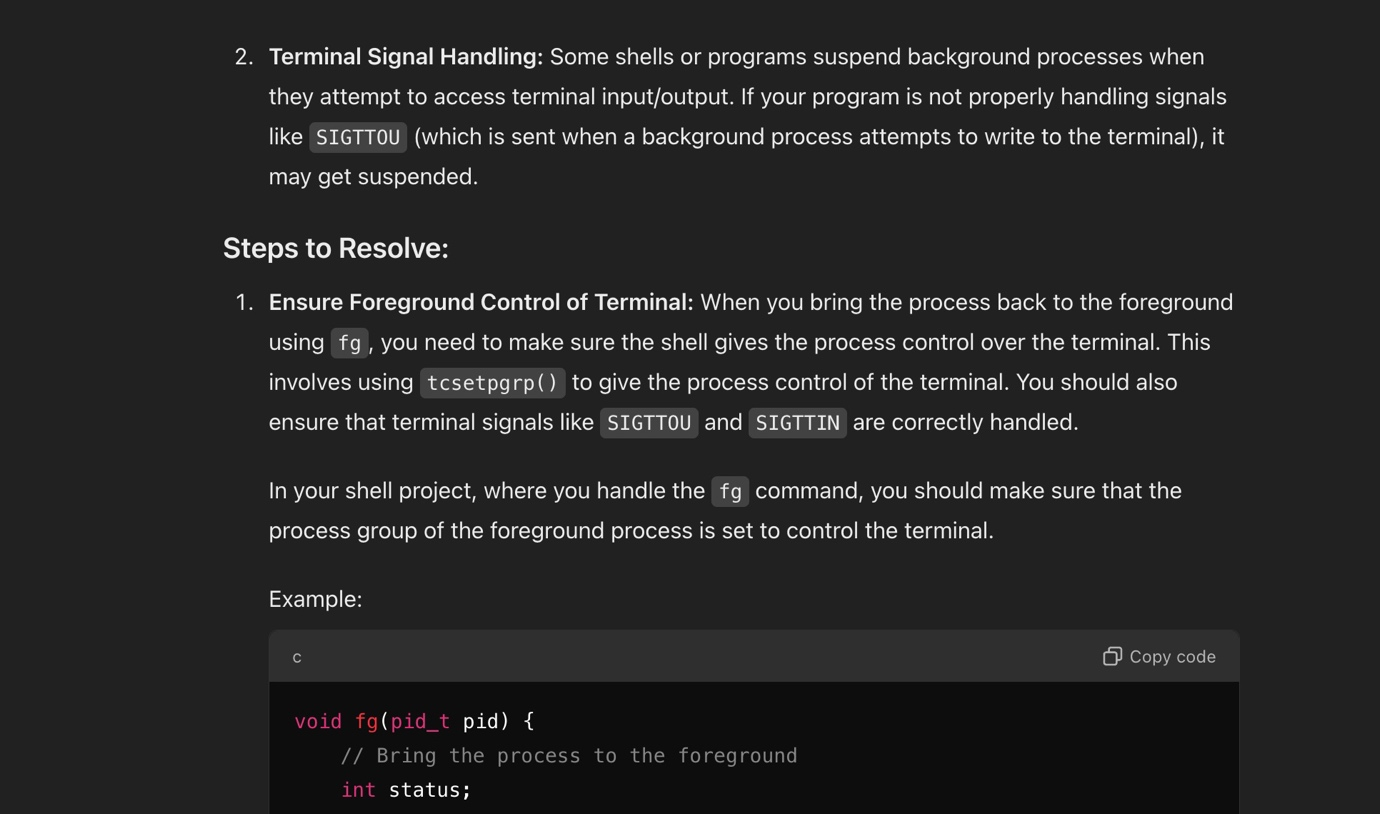 2. Terminal Signal Handling: Some shells or programs suspend background processes when
they attempt to access terminal input/output. If your program is not properly handling signals
like SIGTTOU (which is sent when a background process attempts to write to the terminal), it
may get suspended.
Steps to Resolve:
1. Ensure Foreground Control of Terminal: When you bring the process back to the foreground
using fg, you need to make sure the shell gives the process control over the terminal. This
involves using tcsetpgrp() to give the process control of the terminal. You should also
ensure that terminal signals like SIGTTOU and SIGTTIN are correctly handled.
In your shell project, where you handle the fg command, you should make sure that the
process group of the foreground process is set to control the terminal.
Example:
c Copy code
void fg(pid_t pid) {
    // Bring the process to the foreground
    int status;